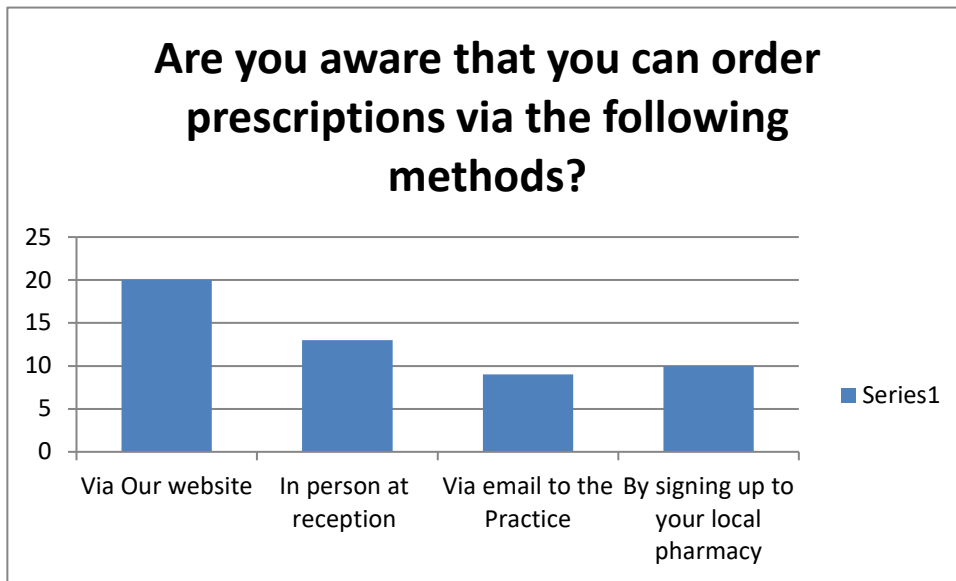 Are you aware that you can order
prescriptions via the following
methods?
25
20
15
10
5
0
Via Our website
In person at
reception
Via email to the
Practice
By signing up to
your local
pharmacy
Series1